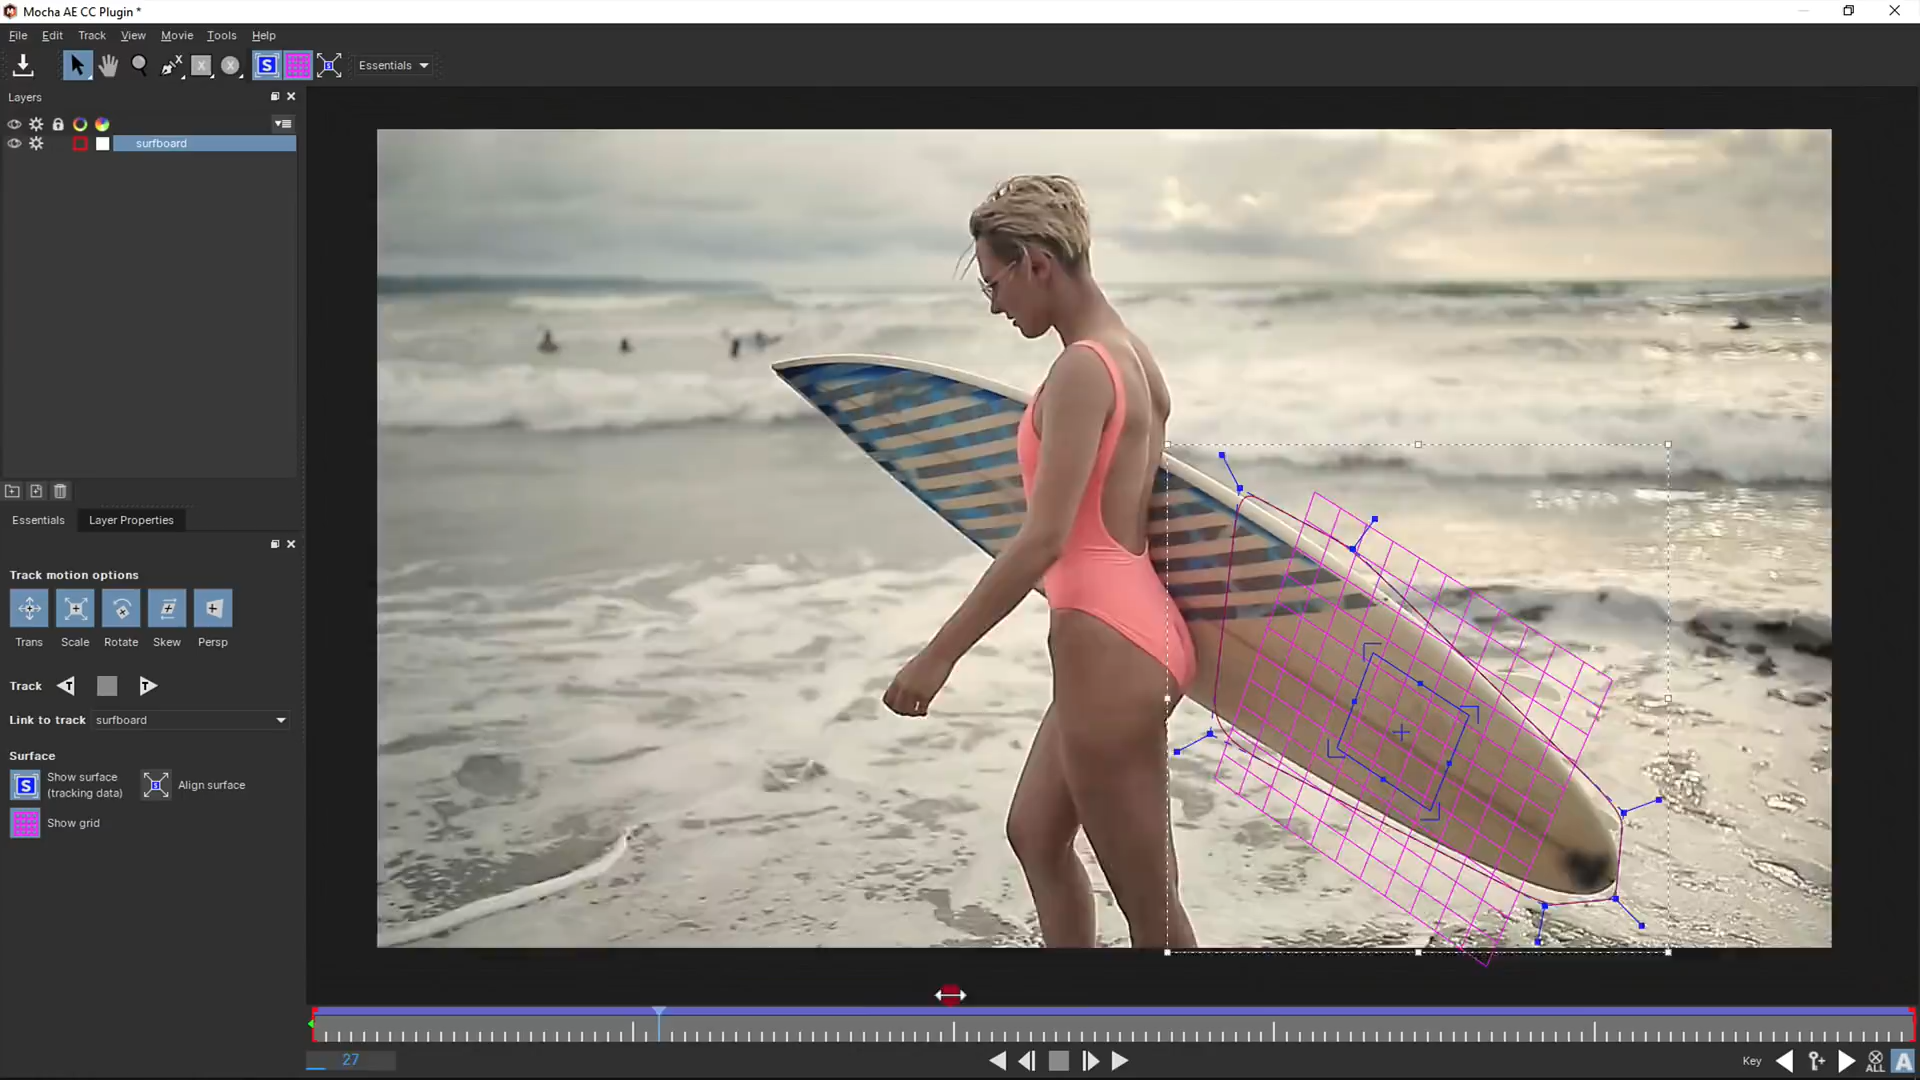 Mocha AE CC Plugin *
File Edit Track View Movie Tools Help
Essentials
Layers
surfboard
Essentials Layer Properties
Track motion options
Trans Scale Rotate Skew Persp
Track
Link to track surfboard
Surface
Show surface
(tracking data)
Align surface
Show grid
27
Key
ALL